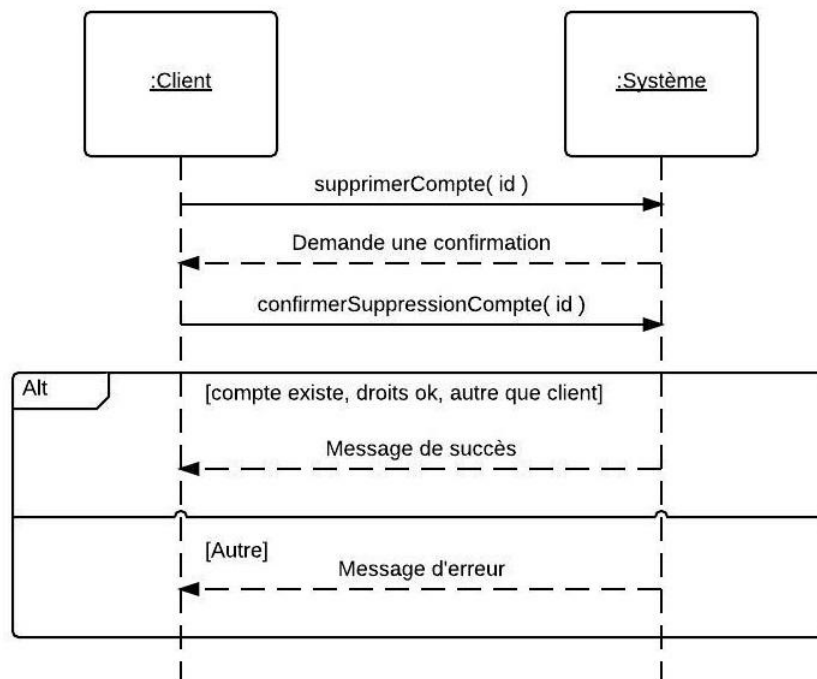 :Client
:Système
supprimerCompte( id )
Demande une confirmation
confirmerSuppressionCompte( id )
Alt
[compte existe, droits ok, autre que client]
Message de succès
[Autre]
Message d'erreur